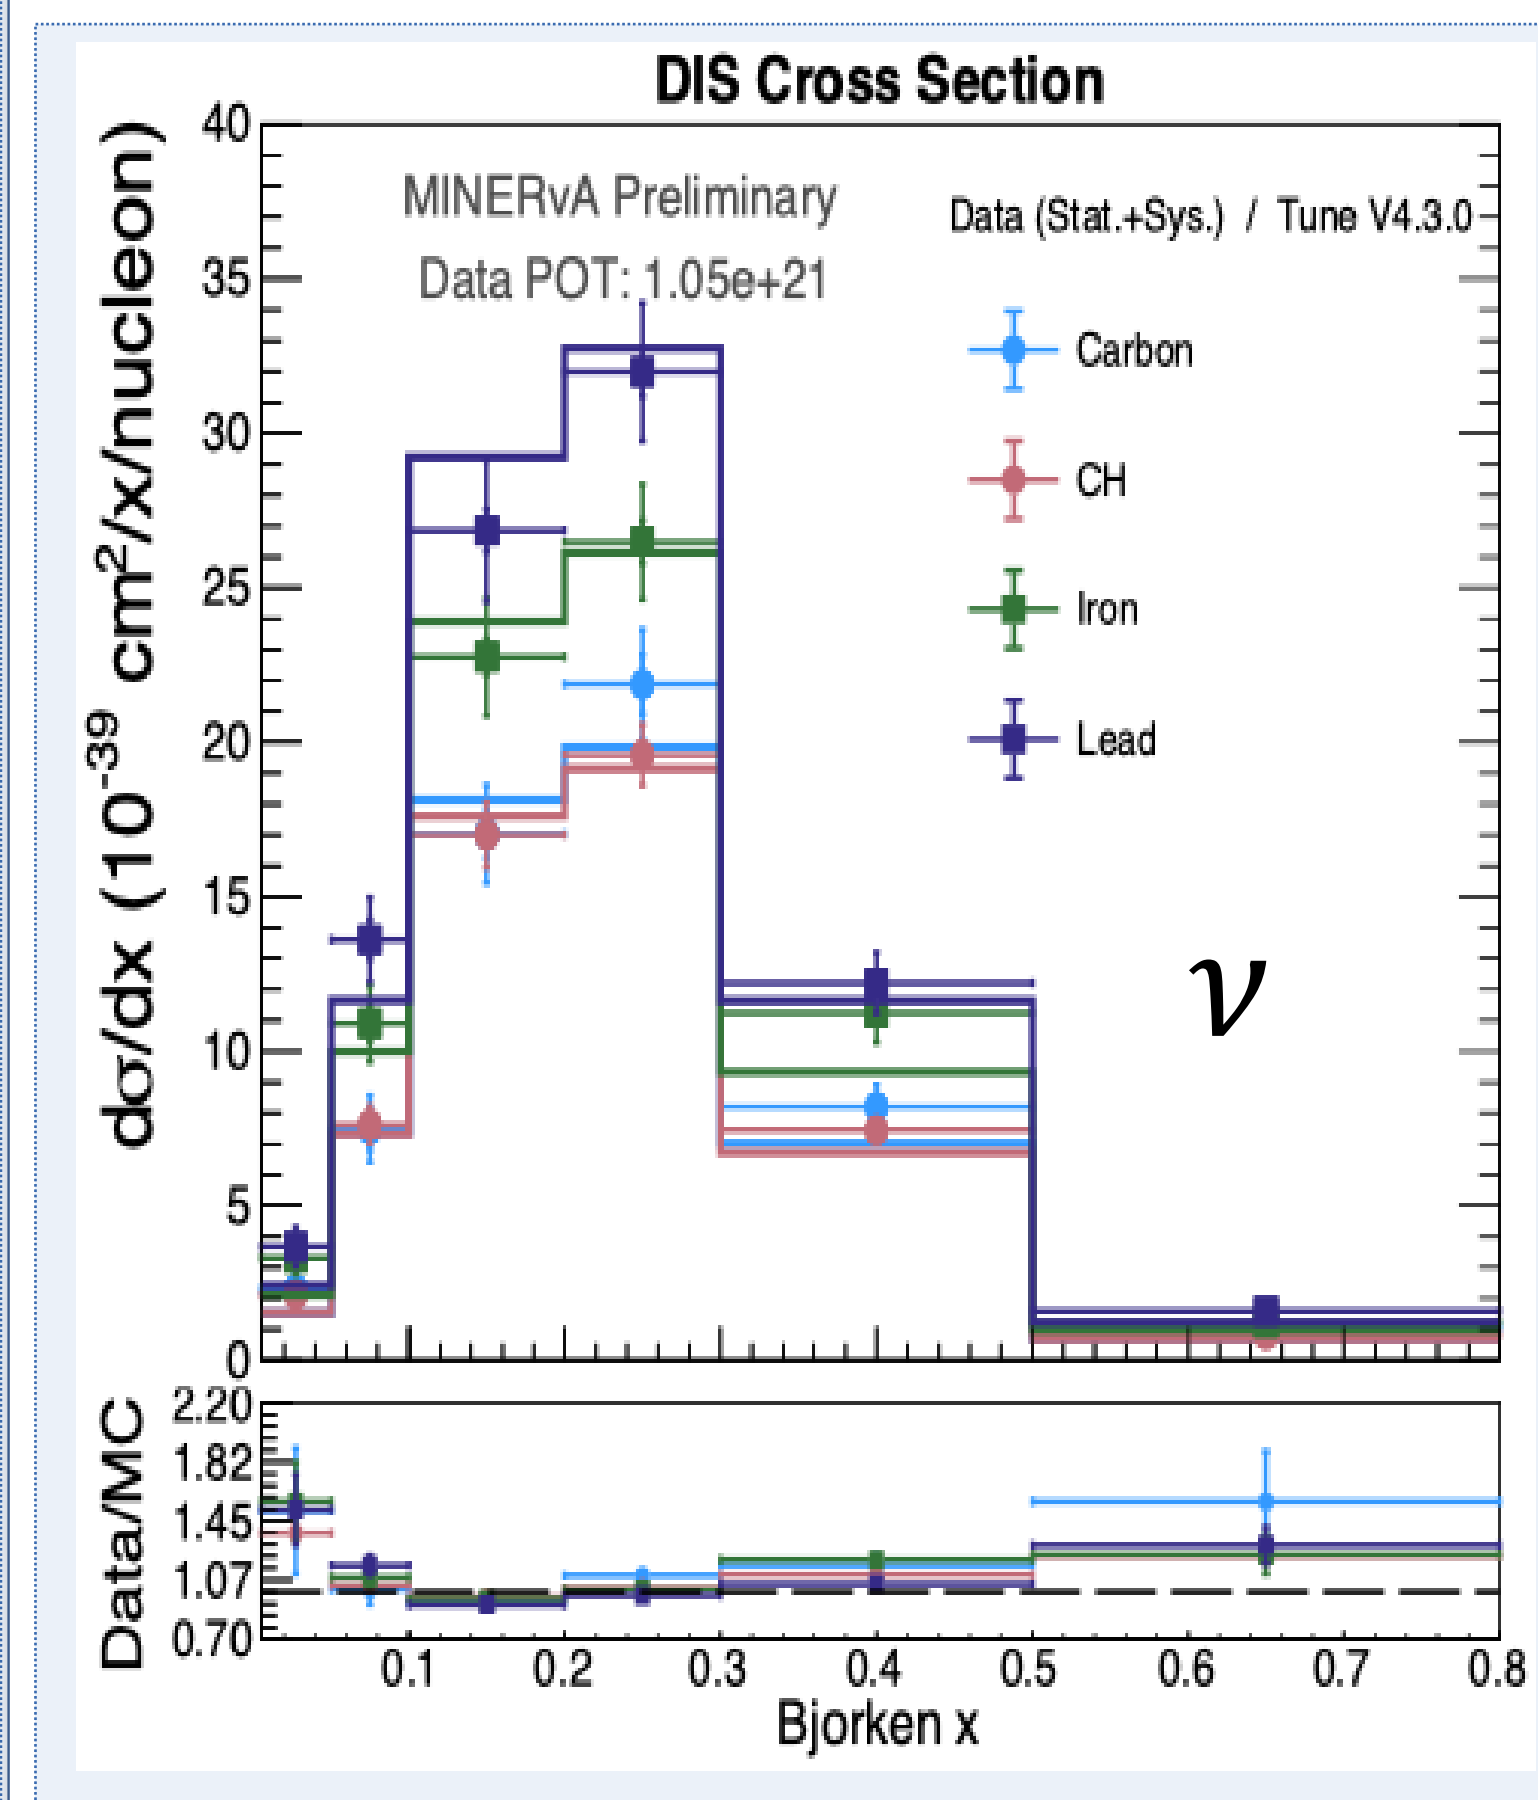 DIS Cross Section
MINERvA Preliminary
Data POT: 1.05e+21
Data (Stat.+Sys.) / Tune V4.3.0
Carbon
CH
Iron
Lead
ν
dσ/dx (10⁻³⁹ cm²/x/nucleon)
40
35
30
25
20
15
10
5
0
Data/MC
2.20
1.82
1.45
1.07
0.70
0.1 0.2 0.3 0.4 0.5 0.6 0.7 0.8
Bjorken x